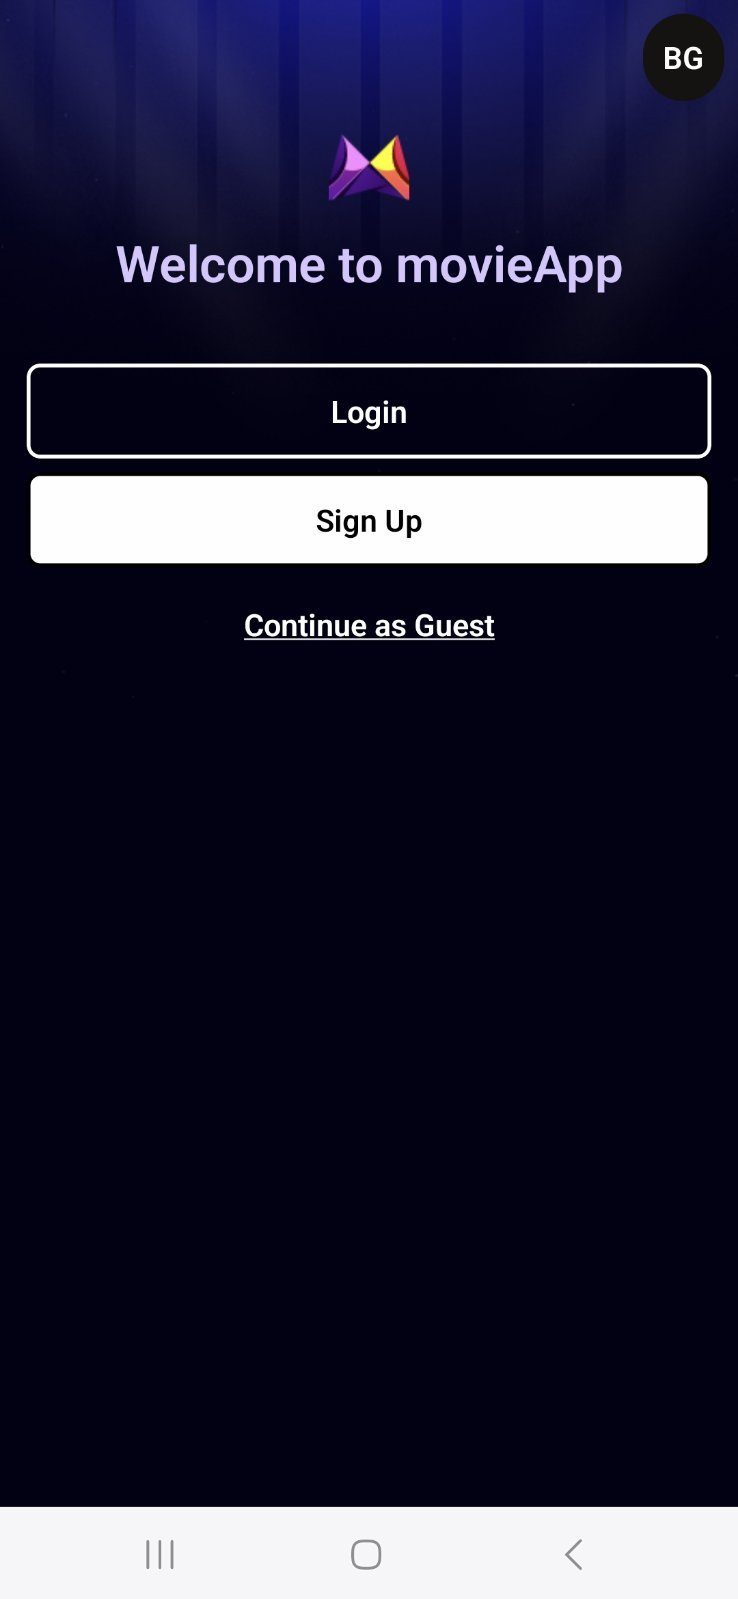 BG
Welcome to movieApp
Login
Sign Up
Continue as Guest